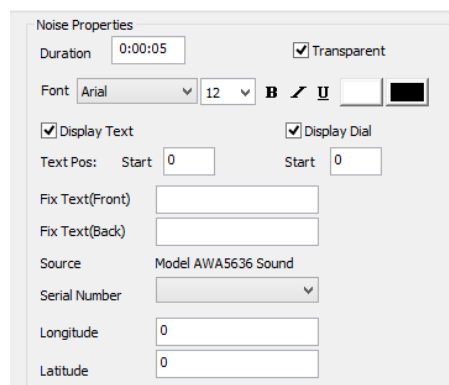 Noise Properties
Duration 0:00:05 Transparent
Font Arial 12 B I U
Display Text Display Dial
Text Pos: Start 0 Start 0
Fix Text(Front)
Fix Text(Back)
Source Model AWA5636 Sound
Serial Number
Longitude 0
Latitude 0